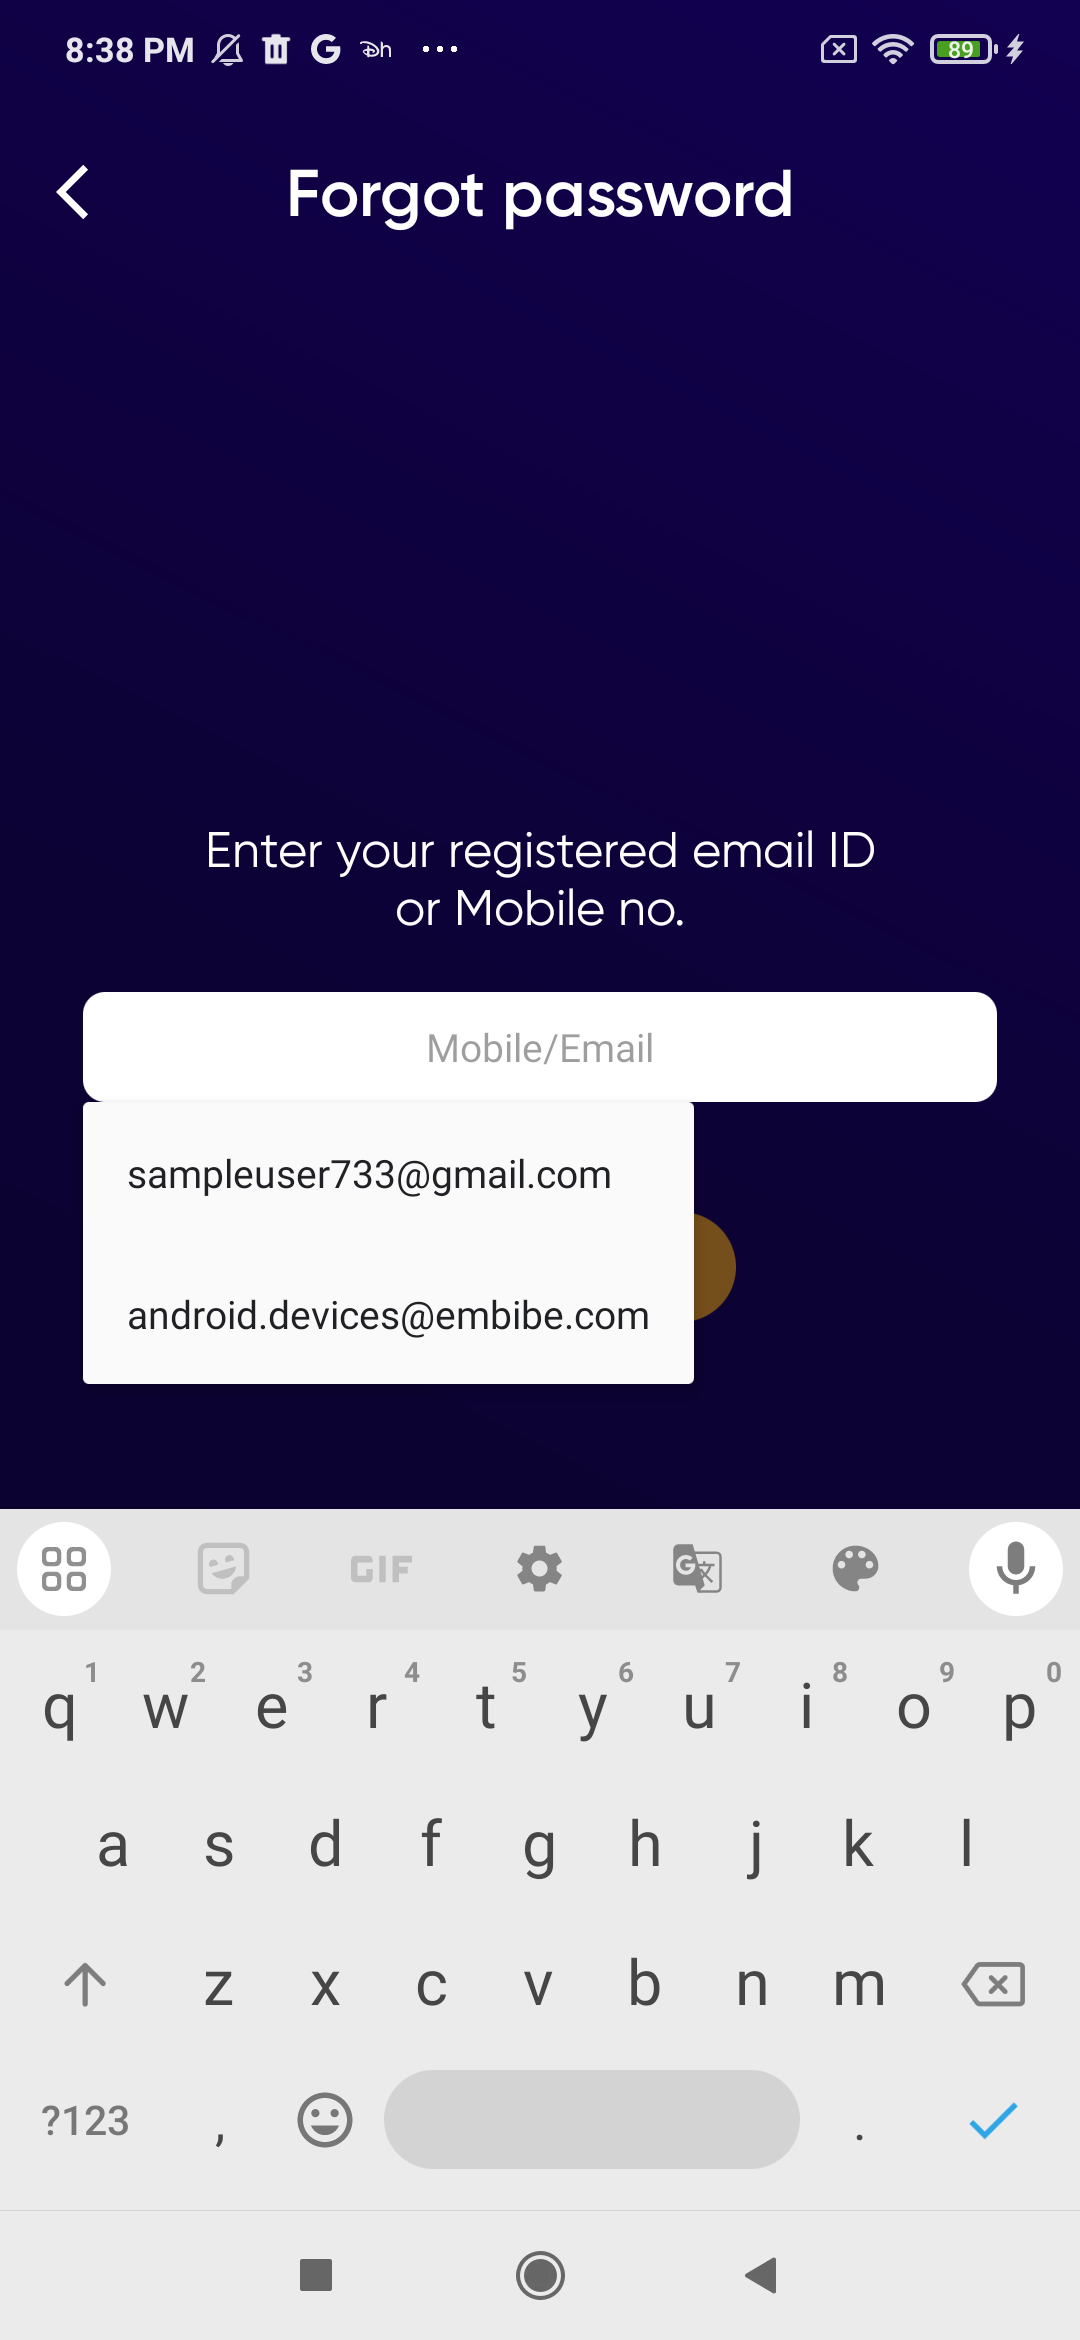 8:38 PM G h ... 89
Forgot password
Enter your registered email ID
or Mobile no.
Mobile/Email
sampleuser733@gmail.com
android.devices@embibe.com
GIF G
1 2 3 4 5 6 7 8 9 0
q w e r t y u i o p
a s d f g h j k l
z x c v b n m
?123 , .